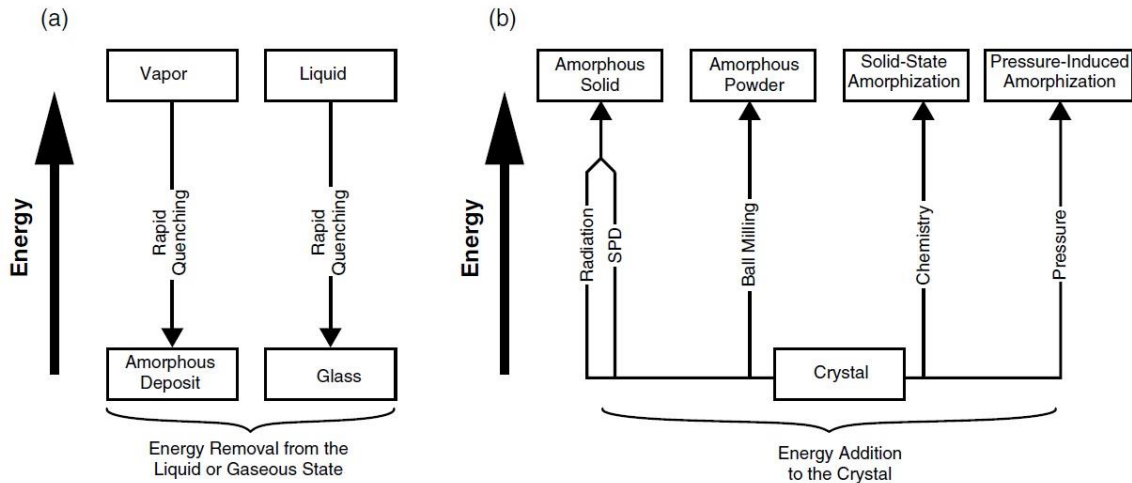 (a)
Vapor
Liquid
Energy
Rapid
Quenching
Rapid
Quenching
Amorphous
Deposit
Glass
Energy Removal from the
Liquid or Gaseous State
(b)
Amorphous
Solid
Amorphous
Powder
Solid-State
Amorphization
Pressure-Induced
Amorphization
Energy
Radiation
SPD
Ball Milling
Chemistry
Pressure
Crystal
Energy Addition
to the Crystal